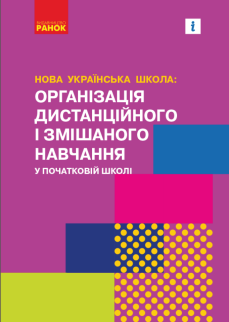 РАНОК
і
НОВА УКРАЇНСЬКА ШКОЛА:
ОРГАНІЗАЦІЯ
ДИСТАНЦІЙНОГО
І ЗМІШАНОГО
НАВЧАННЯ
У ПОЧАТКОВІЙ ШКОЛІ